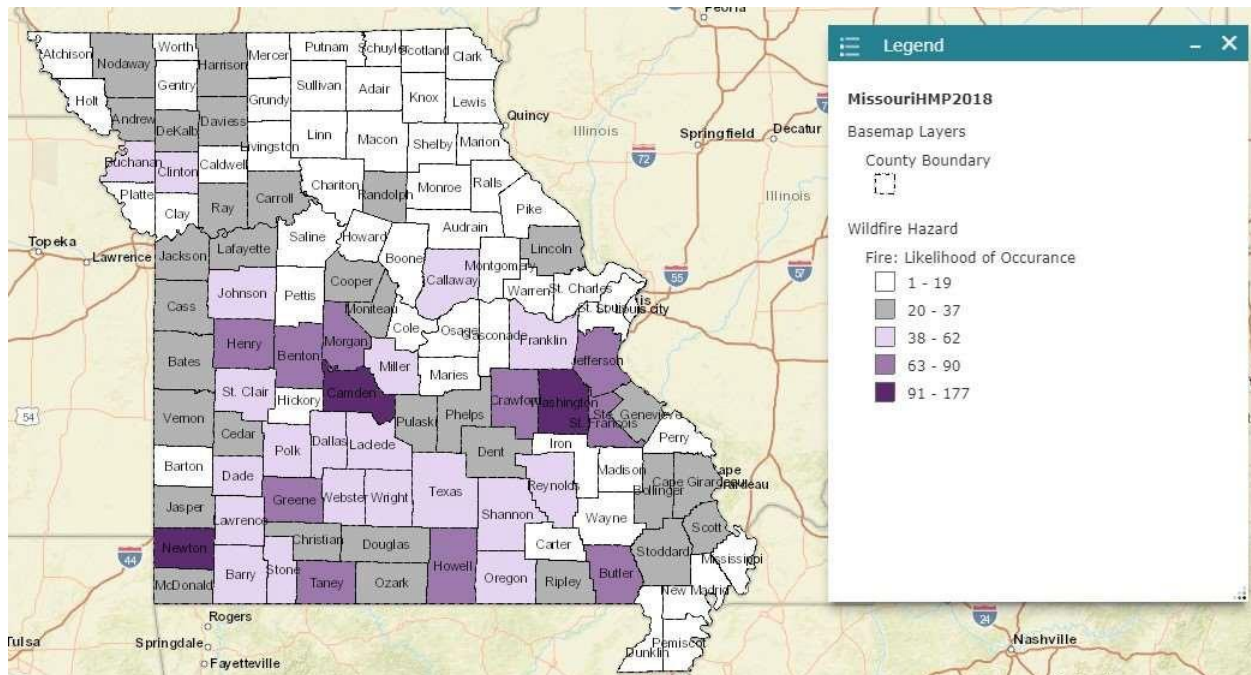 Peoria
Atchison
Nodaway
Worth
Harrison
Mercer
Putnam
Schuyler
Scotland
Clark
Gentry
Holt
Grundy
Sullivan
Adair
Knox
Lewis
Andrew
DeKalb
Daviess
Quincy
Illinois
Springfield
Decatur
72
Buchanan
Clinton
Caldwell
Livingston
Linn
Macon
Shelby
Marion
Platte
Clay
Ray
Carroll
Chariton
Randolph
Monroe
Ralls
Pike
Illinois
Topeka
Lawrence
Jackson
Lafayette
Saline
Howard
Boone
Audrain
Callaway
Montgomery
Lincoln
55
57
Cass
Johnson
Pettis
Cooper
Moniteau
Cole
Osage
Gasconade
Warren
St. Charles
St. Louis
St. Louis city
Bates
Henry
Benton
Morgan
Miller
Maries
Franklin
Jefferson
54
Vernon
St. Clair
Hickory
Camden
Pulaski
Phelps
Crawford
Washington
St. Francois
Ste. Genevieve
Perry
Cedar
Polk
Dallas
Laclede
Dent
Iron
Madison
Bollinger
Cape Girardeau
Cape
Girardeau
Barton
Dade
Jasper
Greene
Webster
Wright
Texas
Shannon
Reynolds
Wayne
Scott
Lawrence
Christian
Douglas
Carter
Stoddard
Mississippi
44
Newton
McDonald
Barry
Stone
Taney
Ozark
Howell
Oregon
Ripley
Butler
New Madrid
Pemiscot
Dunklin
Rogers
Tulsa
Springdale
Fayetteville
24
Nashville
Legend
MissouriHMP2018
Basemap Layers
County Boundary
Wildfire Hazard
Fire: Likelihood of Occurance
1 - 19
20 - 37
38 - 62
63 - 90
91 - 177